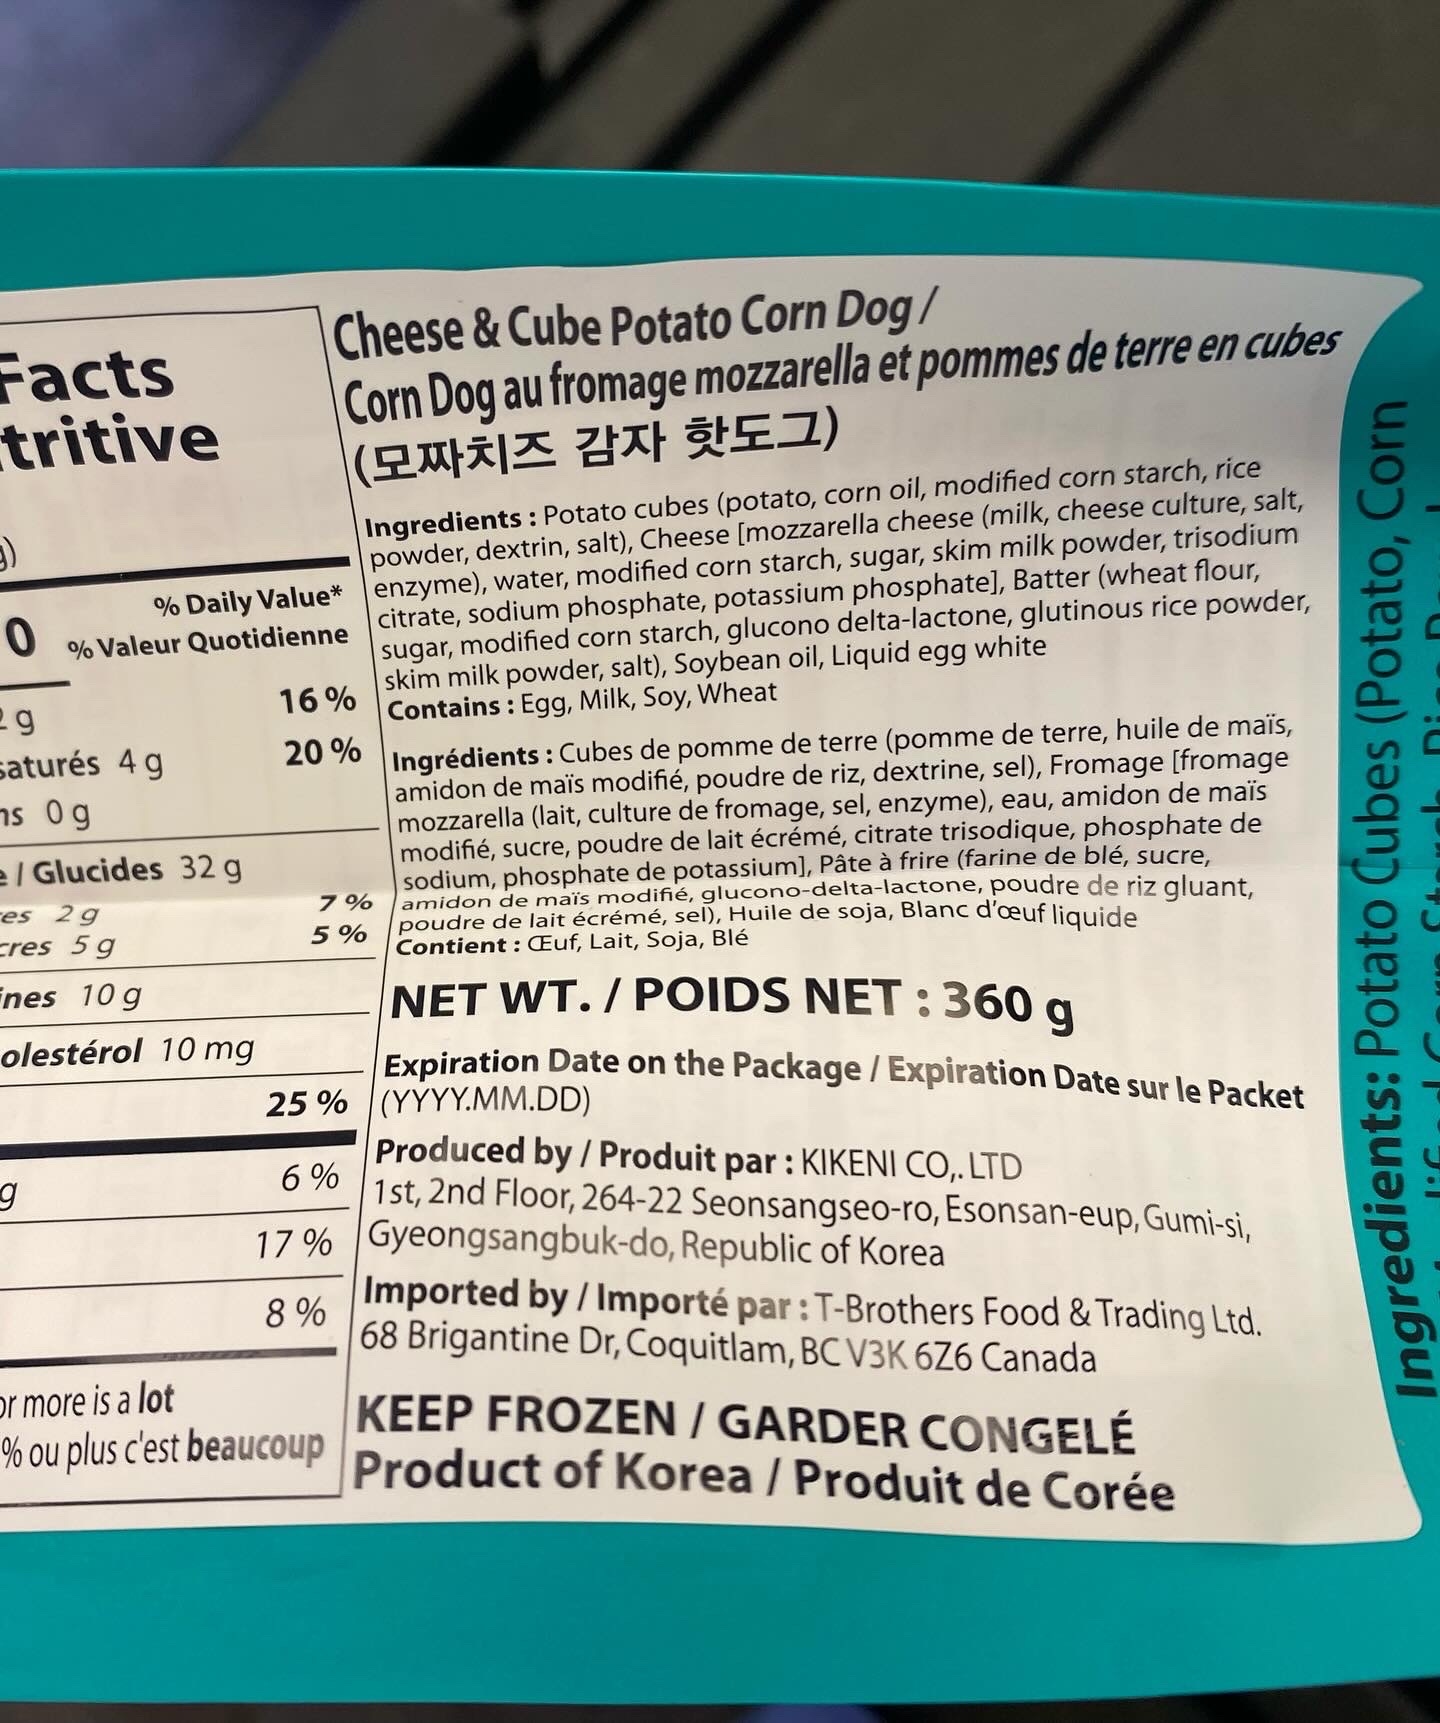 Facts
tritive
g)
0
% Daily Value*
% Valeur Quotidienne
2 g
16 %
saturés 4 g
20 %
ns 0 g
e / Glucides 32 g
res 2 g
7 %
cres 5 g
5 %
ines 10 g
olestérol 10 mg
25 %
g
6 %
17 %
8 %
or more is a lot
% ou plus c'est beaucoup
Cheese & Cube Potato Corn Dog /
Corn Dog au fromage mozzarella et pommes de terre en cubes
(모짜치즈 감자 핫도그)
Ingredients : Potato cubes (potato, corn oil, modified corn starch, rice
powder, dextrin, salt), Cheese [mozzarella cheese (milk, cheese culture, salt,
enzyme), water, modified corn starch, sugar, skim milk powder, trisodium
citrate, sodium phosphate, potassium phosphate], Batter (wheat flour,
sugar, modified corn starch, glucono delta-lactone, glutinous rice powder,
skim milk powder, salt), Soybean oil, Liquid egg white
Contains : Egg, Milk, Soy, Wheat
Ingrédients : Cubes de pomme de terre (pomme de terre, huile de maïs,
amidon de maïs modifié, poudre de riz, dextrine, sel), Fromage [fromage
mozzarella (lait, culture de fromage, sel, enzyme), eau, amidon de maïs
modifié, sucre, poudre de lait écrémé, citrate trisodique, phosphate de
sodium, phosphate de potassium], Pâte à frire (farine de blé, sucre,
amidon de maïs modifié, glucono-delta-lactone, poudre de riz gluant,
poudre de lait écrémé, sel), Huile de soja, Blanc d'œuf liquide
Contient : Œuf, Lait, Soja, Blé
NET WT. / POIDS NET : 360 g
Expiration Date on the Package / Expiration Date sur le Packet
(YYYY.MM.DD)
Produced by / Produit par : KIKENI CO,. LTD
1st, 2nd Floor, 264-22 Seonsangseo-ro, Esonsan-eup, Gumi-si,
Gyeongsangbuk-do, Republic of Korea
Imported by / Importé par : T-Brothers Food & Trading Ltd.
68 Brigantine Dr, Coquitlam, BC V3K 6Z6 Canada
KEEP FROZEN / GARDER CONGELÉ
Product of Korea / Produit de Corée
Ingredients: Potato Cubes (Potato, Corn